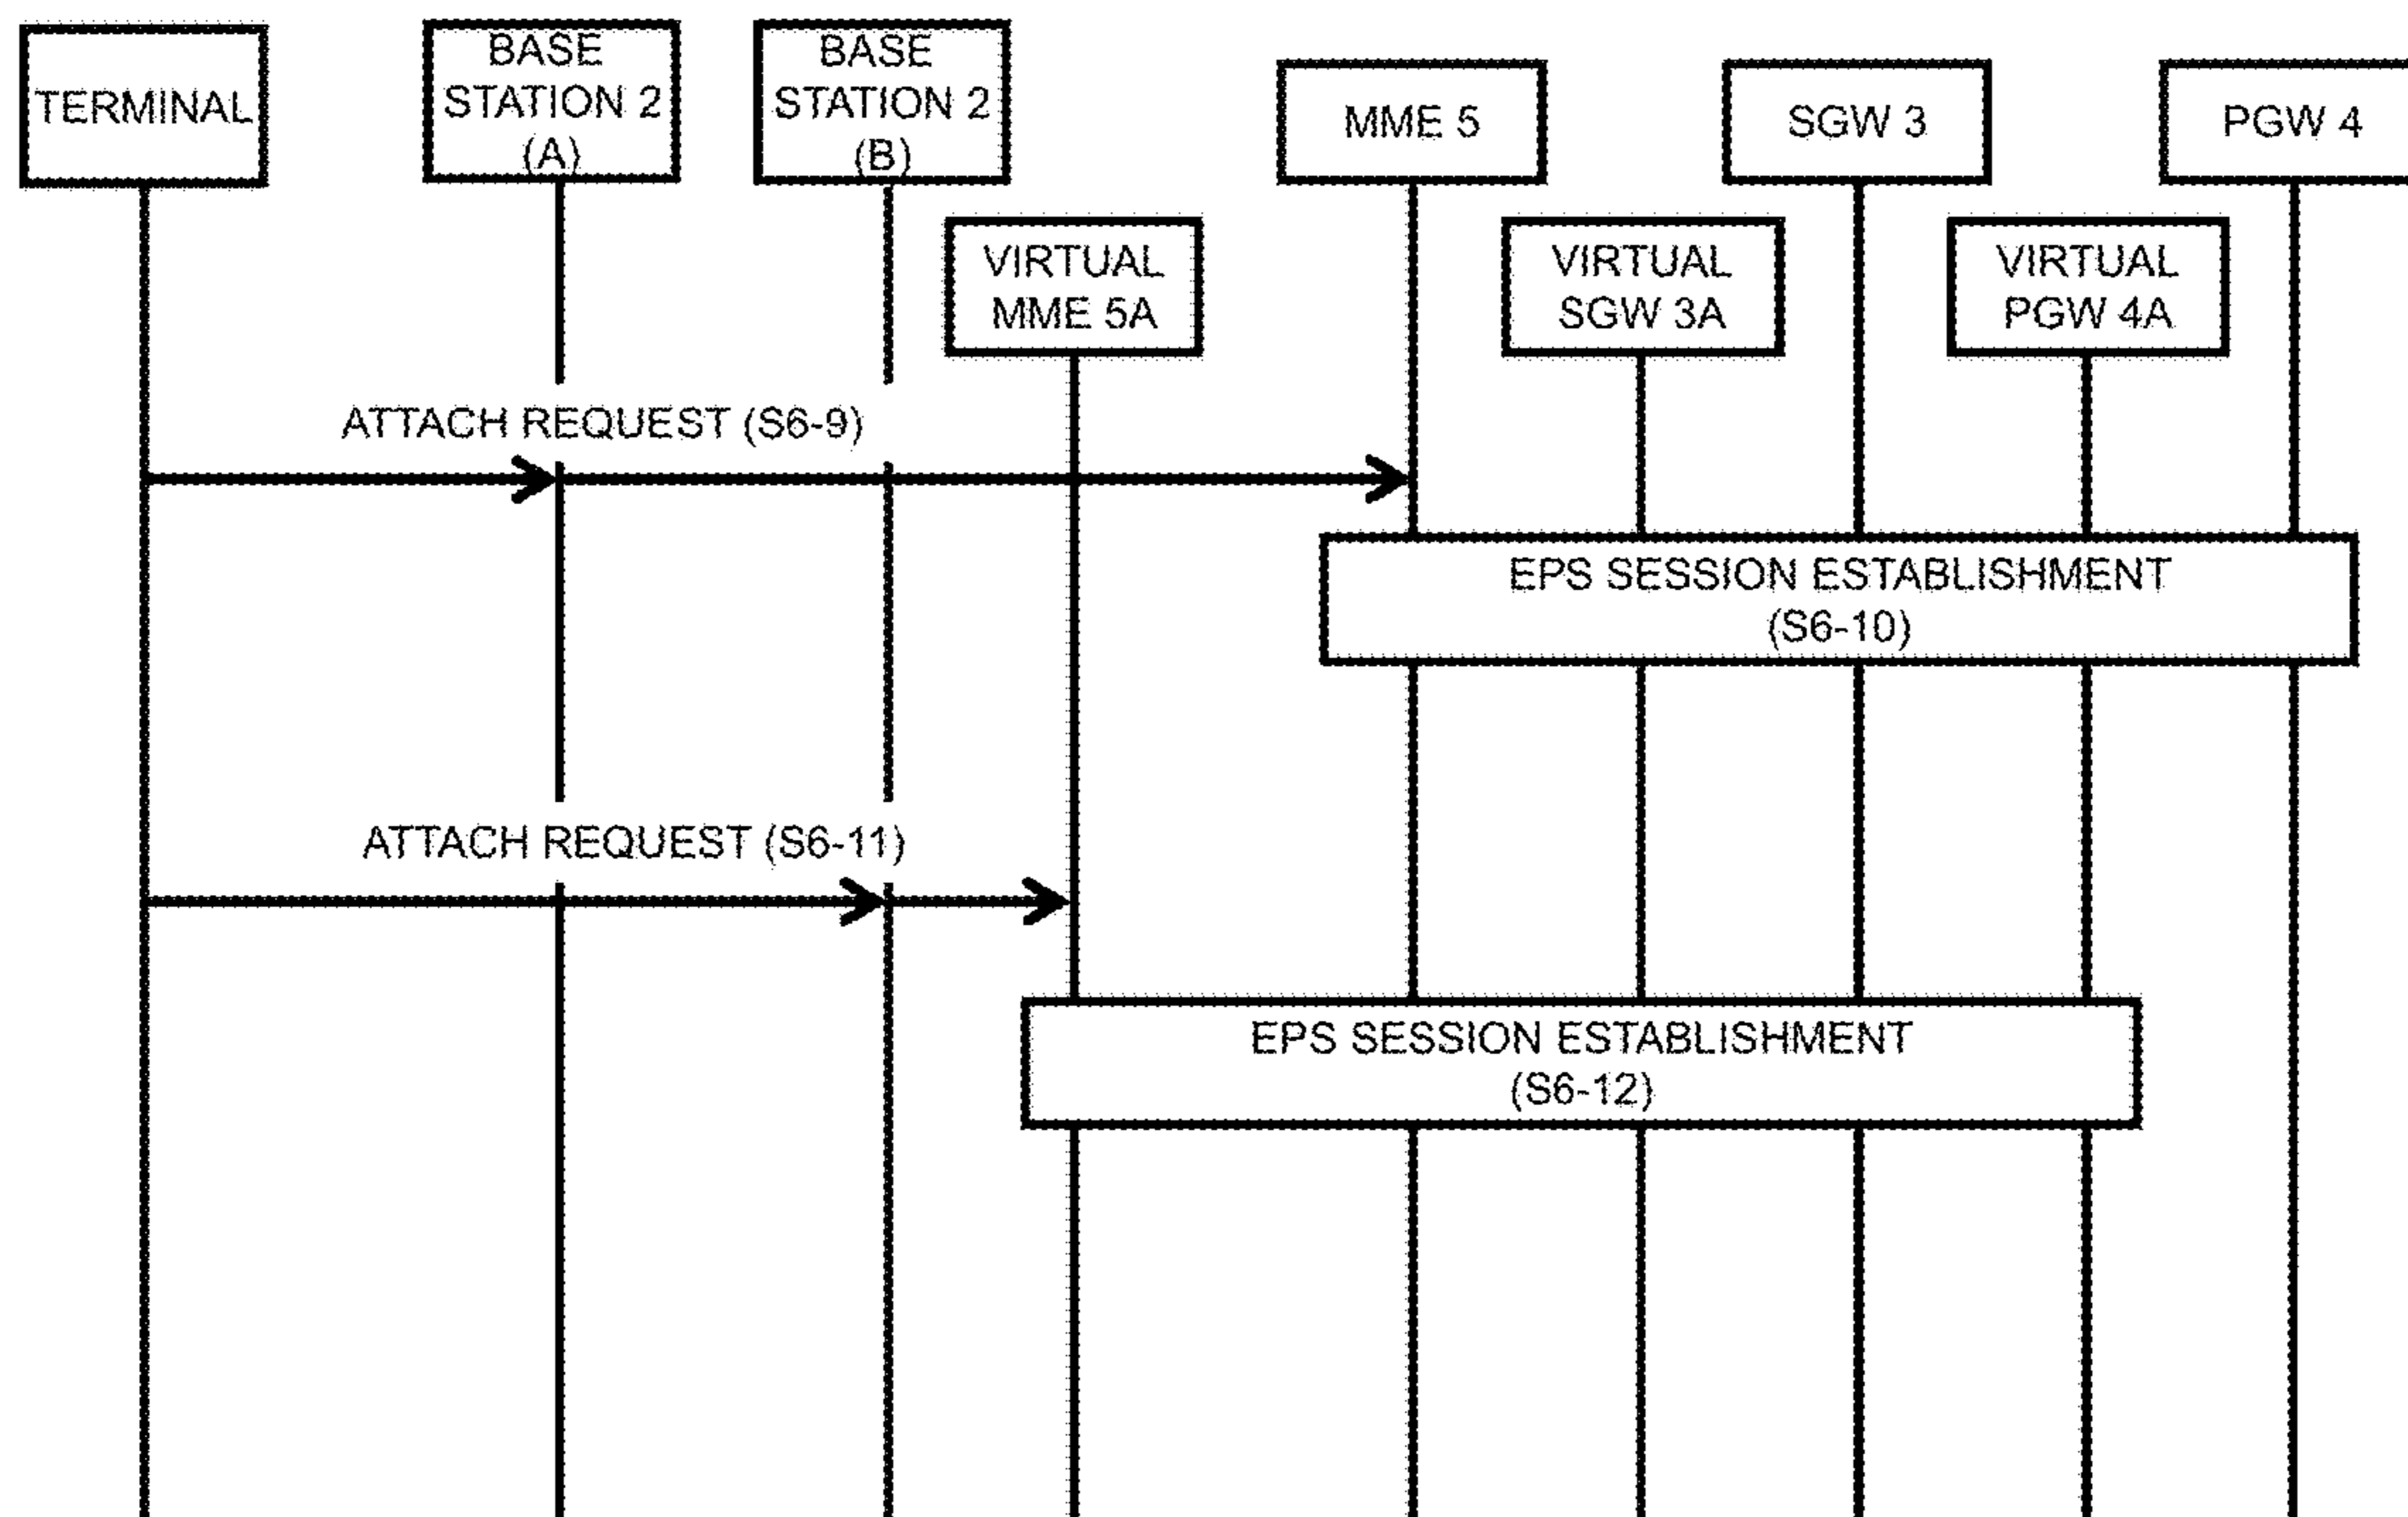 TERMINAL
BASE
STATION 2
(A)
BASE
STATION 2
(B)
MME 5
SGW 3
PGW 4
VIRTUAL
MME 5A
VIRTUAL
SGW 3A
VIRTUAL
PGW 4A
ATTACH REQUEST (S6-9)
EPS SESSION ESTABLISHMENT
(S6-10)
ATTACH REQUEST (S6-11)
EPS SESSION ESTABLISHMENT
(S6-12)